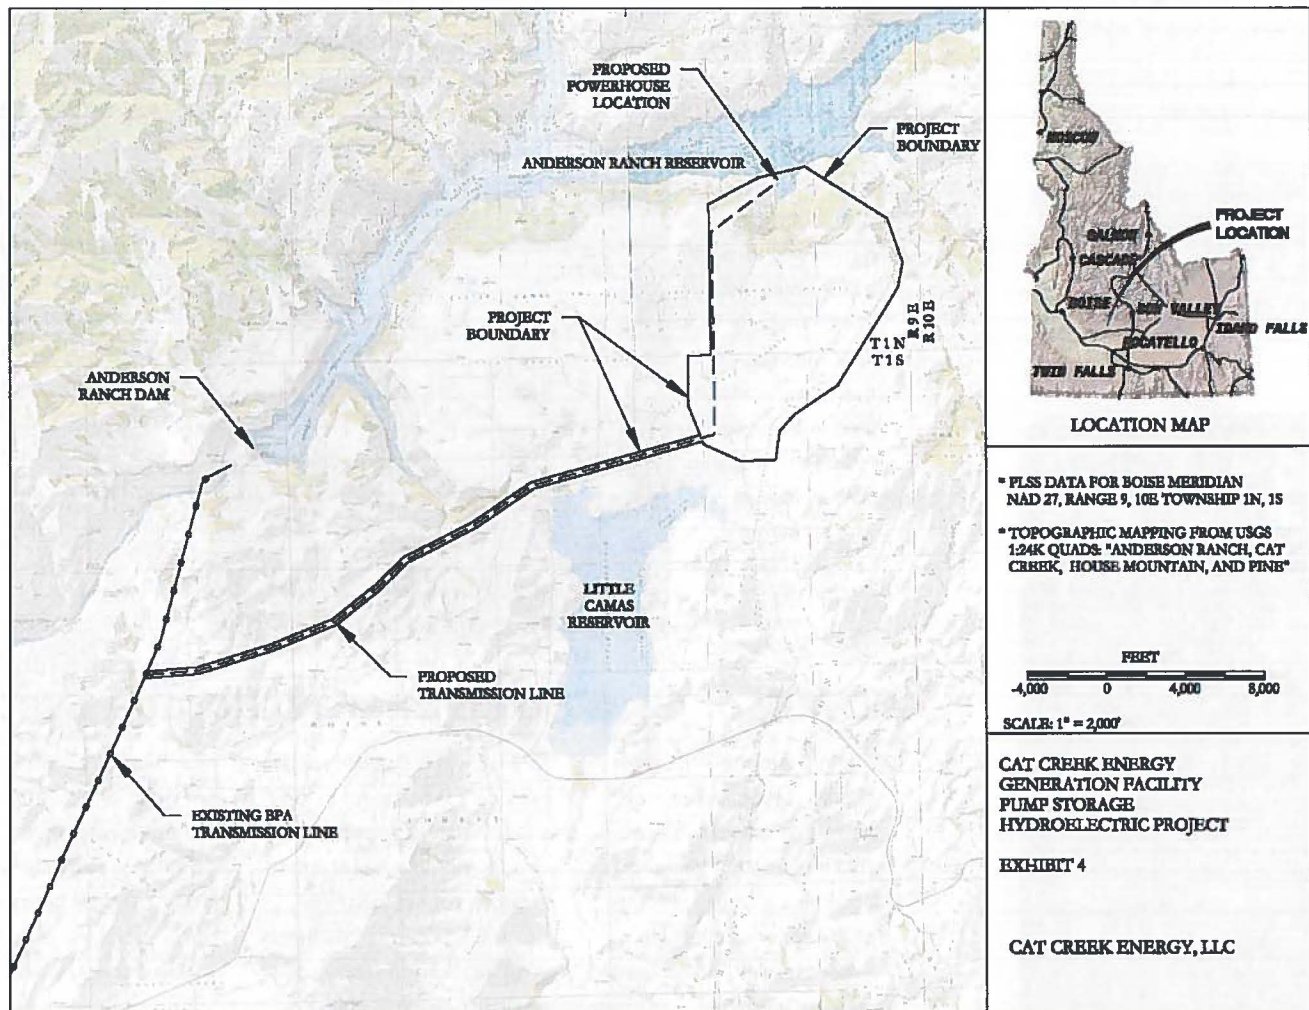 PROPOSED
POWERHOUSE
LOCATION
PROJECT
BOUNDARY
ANDERSON RANCH RESERVOIR
PROJECT
BOUNDARY
R 9 E
R 10 E
T 1 N
T 1 S
ANDERSON
RANCH DAM
LITTLE
CAMAS
RESERVOIR
PROPOSED
TRANSMISSION LINE
EXISTING BPA
TRANSMISSION LINE
MOSCOW
PROJECT
LOCATION
SALMON
CASCADE
BOISE
SUN VALLEY
IDAHO FALLS
POCATELLO
TWIN FALLS
LOCATION MAP
* PLSS DATA FOR BOISE MERIDIAN
NAD 27, RANGE 9, 10E TOWNSHIP 1N, 1S
* TOPOGRAPHIC MAPPING FROM USGS
1:24K QUADS: "ANDERSON RANCH, CAT
CREEK, HOUSE MOUNTAIN, AND PINE"
FEET
-4,000 0 4,000 8,000
SCALE: 1" = 2,000'
CAT CREEK ENERGY
GENERATION FACILITY
PUMP STORAGE
HYDROELECTRIC PROJECT
EXHIBIT 4
CAT CREEK ENERGY, LLC